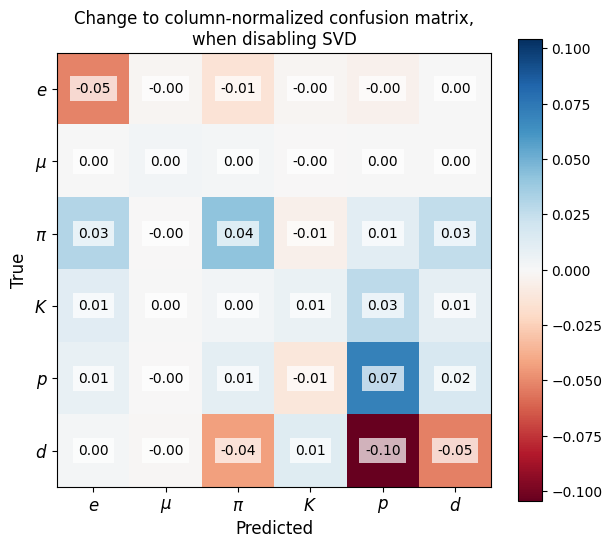 Change to column-normalized confusion matrix,
when disabling SVD
True
e -0.05 -0.00 -0.01 -0.00 -0.00 0.00
μ 0.00 0.00 0.00 -0.00 0.00 0.00
π 0.03 -0.00 0.04 -0.01 0.01 0.03
K 0.01 0.00 0.00 0.01 0.03 0.01
p 0.01 -0.00 0.01 -0.01 0.07 0.02
d 0.00 -0.00 -0.04 0.01 -0.10 -0.05
e μ π K p d
Predicted
0.100
0.075
0.050
0.025
0.000
−0.025
−0.050
−0.075
−0.100